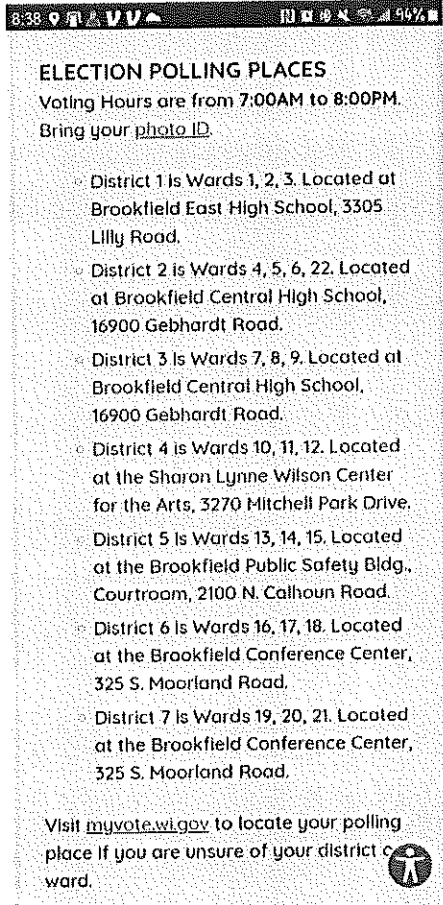 8:38
94%
ELECTION POLLING PLACES
Voting Hours are from 7:00AM to 8:00PM.
Bring your photo ID.
District 1 is Wards 1, 2, 3. Located at
Brookfield East High School, 3305
Lilly Road.
District 2 is Wards 4, 5, 6, 22. Located
at Brookfield Central High School,
16900 Gebhardt Road.
District 3 is Wards 7, 8, 9. Located at
Brookfield Central High School,
16900 Gebhardt Road.
District 4 is Wards 10, 11, 12. Located
at the Sharon Lynne Wilson Center
for the Arts, 3270 Mitchell Park Drive.
District 5 is Wards 13, 14, 15. Located
at the Brookfield Public Safety Bldg.,
Courtroom, 2100 N. Calhoun Road.
District 6 is Wards 16, 17, 18. Located
at the Brookfield Conference Center,
325 S. Moorland Road.
District 7 is Wards 19, 20, 21. Located
at the Brookfield Conference Center,
325 S. Moorland Road.
Visit myvote.wi.gov to locate your polling
place if you are unsure of your district
ward.